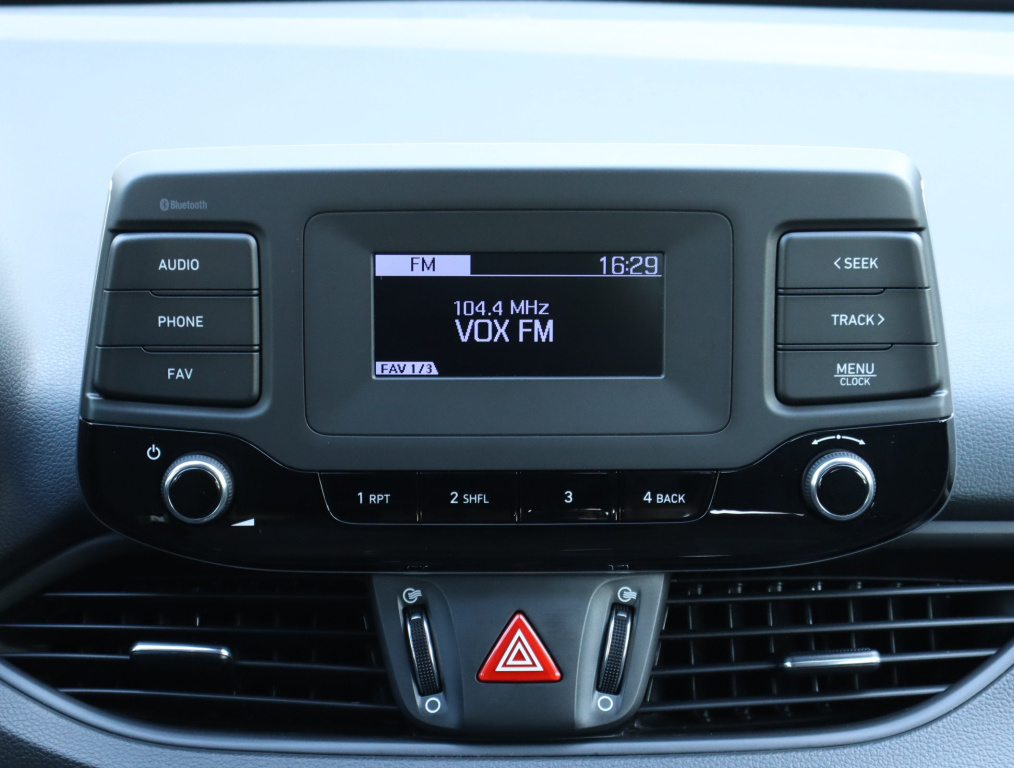 Bluetooth
AUDIO
PHONE
FAV
FM 16:29
104.4 MHz
VOX FM
FAV 1/3
<SEEK
TRACK>
MENU
CLOCK
1 RPT 2 SHFL 3 4 BACK